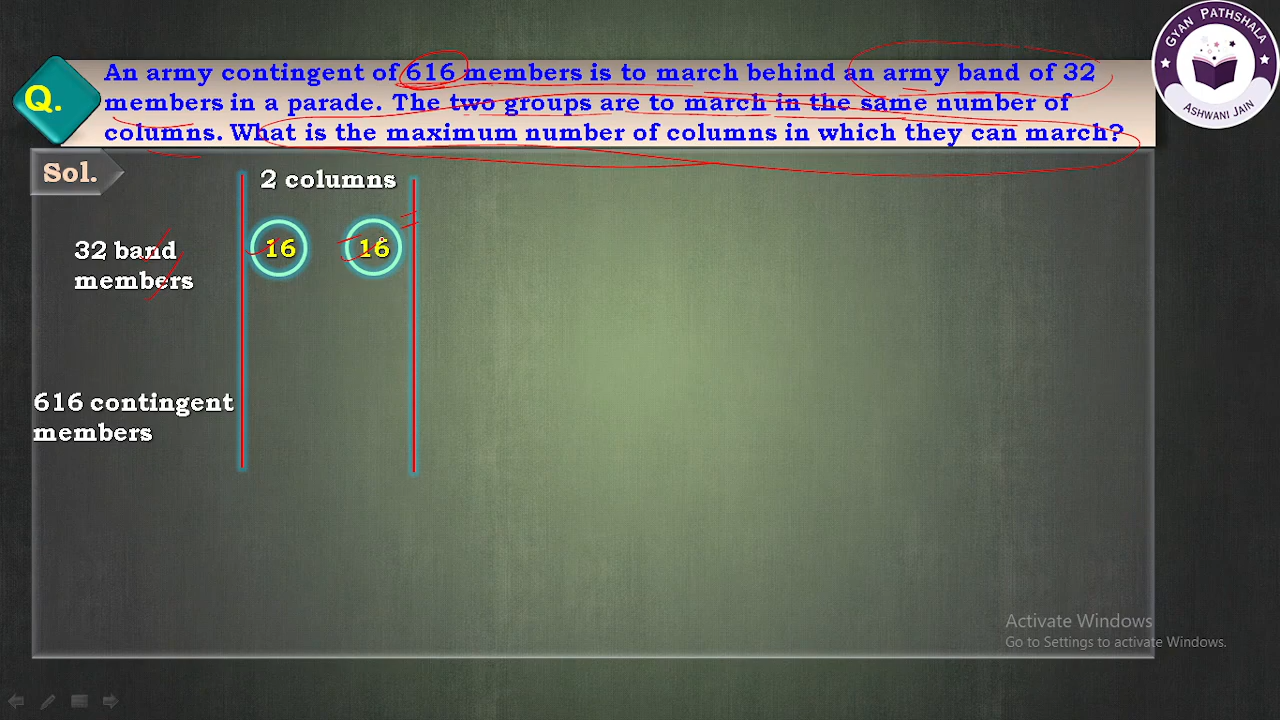 GYAN PATHSHALA
ASHWANI JAIN
Q.
An army contingent of 616 members is to march behind an army band of 32
members in a parade. The two groups are to march in the same number of
columns. What is the maximum number of columns in which they can march?
Sol.
2 columns
32 band
members
16 16
616 contingent
members
Activate Windows
Go to Settings to activate Windows.